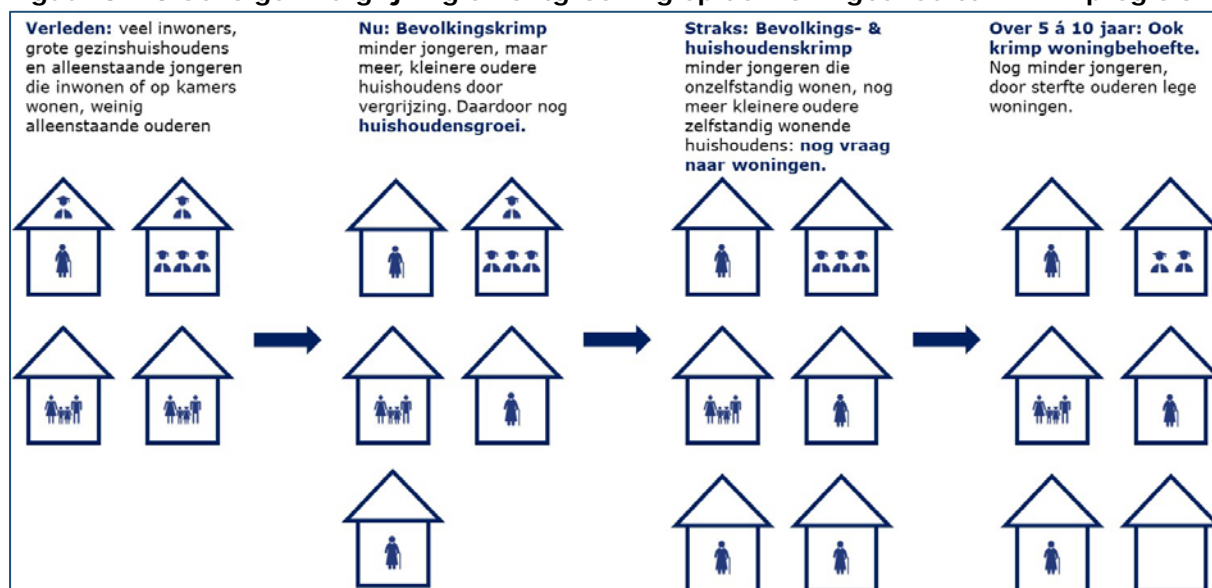 Verleden: veel inwoners,
grote gezinshuishoudens
en alleenstaande jongeren
die inwonen of op kamers
wonen, weinig
alleenstaande ouderen
Nu: Bevolkingskrimp
minder jongeren, maar
meer, kleinere oudere
huishoudens door
vergrijzing. Daardoor nog
huishoudensgroei.
Straks: Bevolkings- &
huishoudenskrimp
minder jongeren die
onzelfstandig wonen, nog
meer kleinere oudere
zelfstandig wonende
huishoudens: nog vraag
naar woningen.
Over 5 á 10 jaar: Ook
krimp woningbehoefte.
Nog minder jongeren,
door sterfte ouderen lege
woningen.